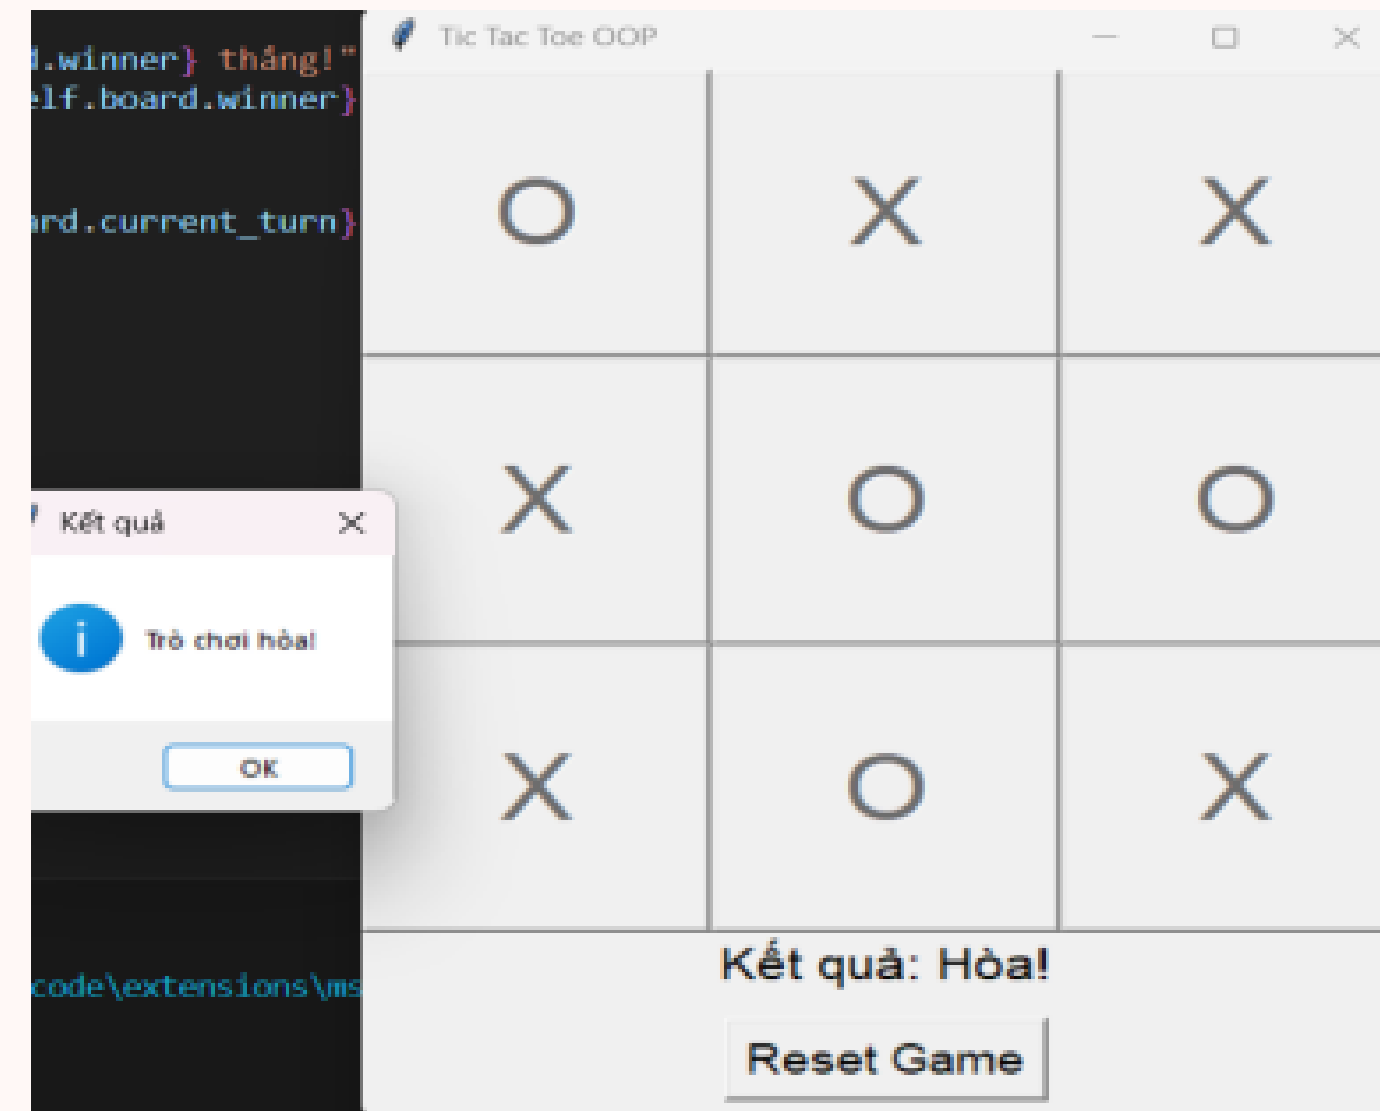 d.winner} thắng!"
elf.board.winner}
ard.current_turn}
code\extensions\ms
Tic Tac Toe OOP
O X X
X O O
X O X
Kết quả: Hòa!
Reset Game
Kết quả
i
Trò chơi hòa!
OK